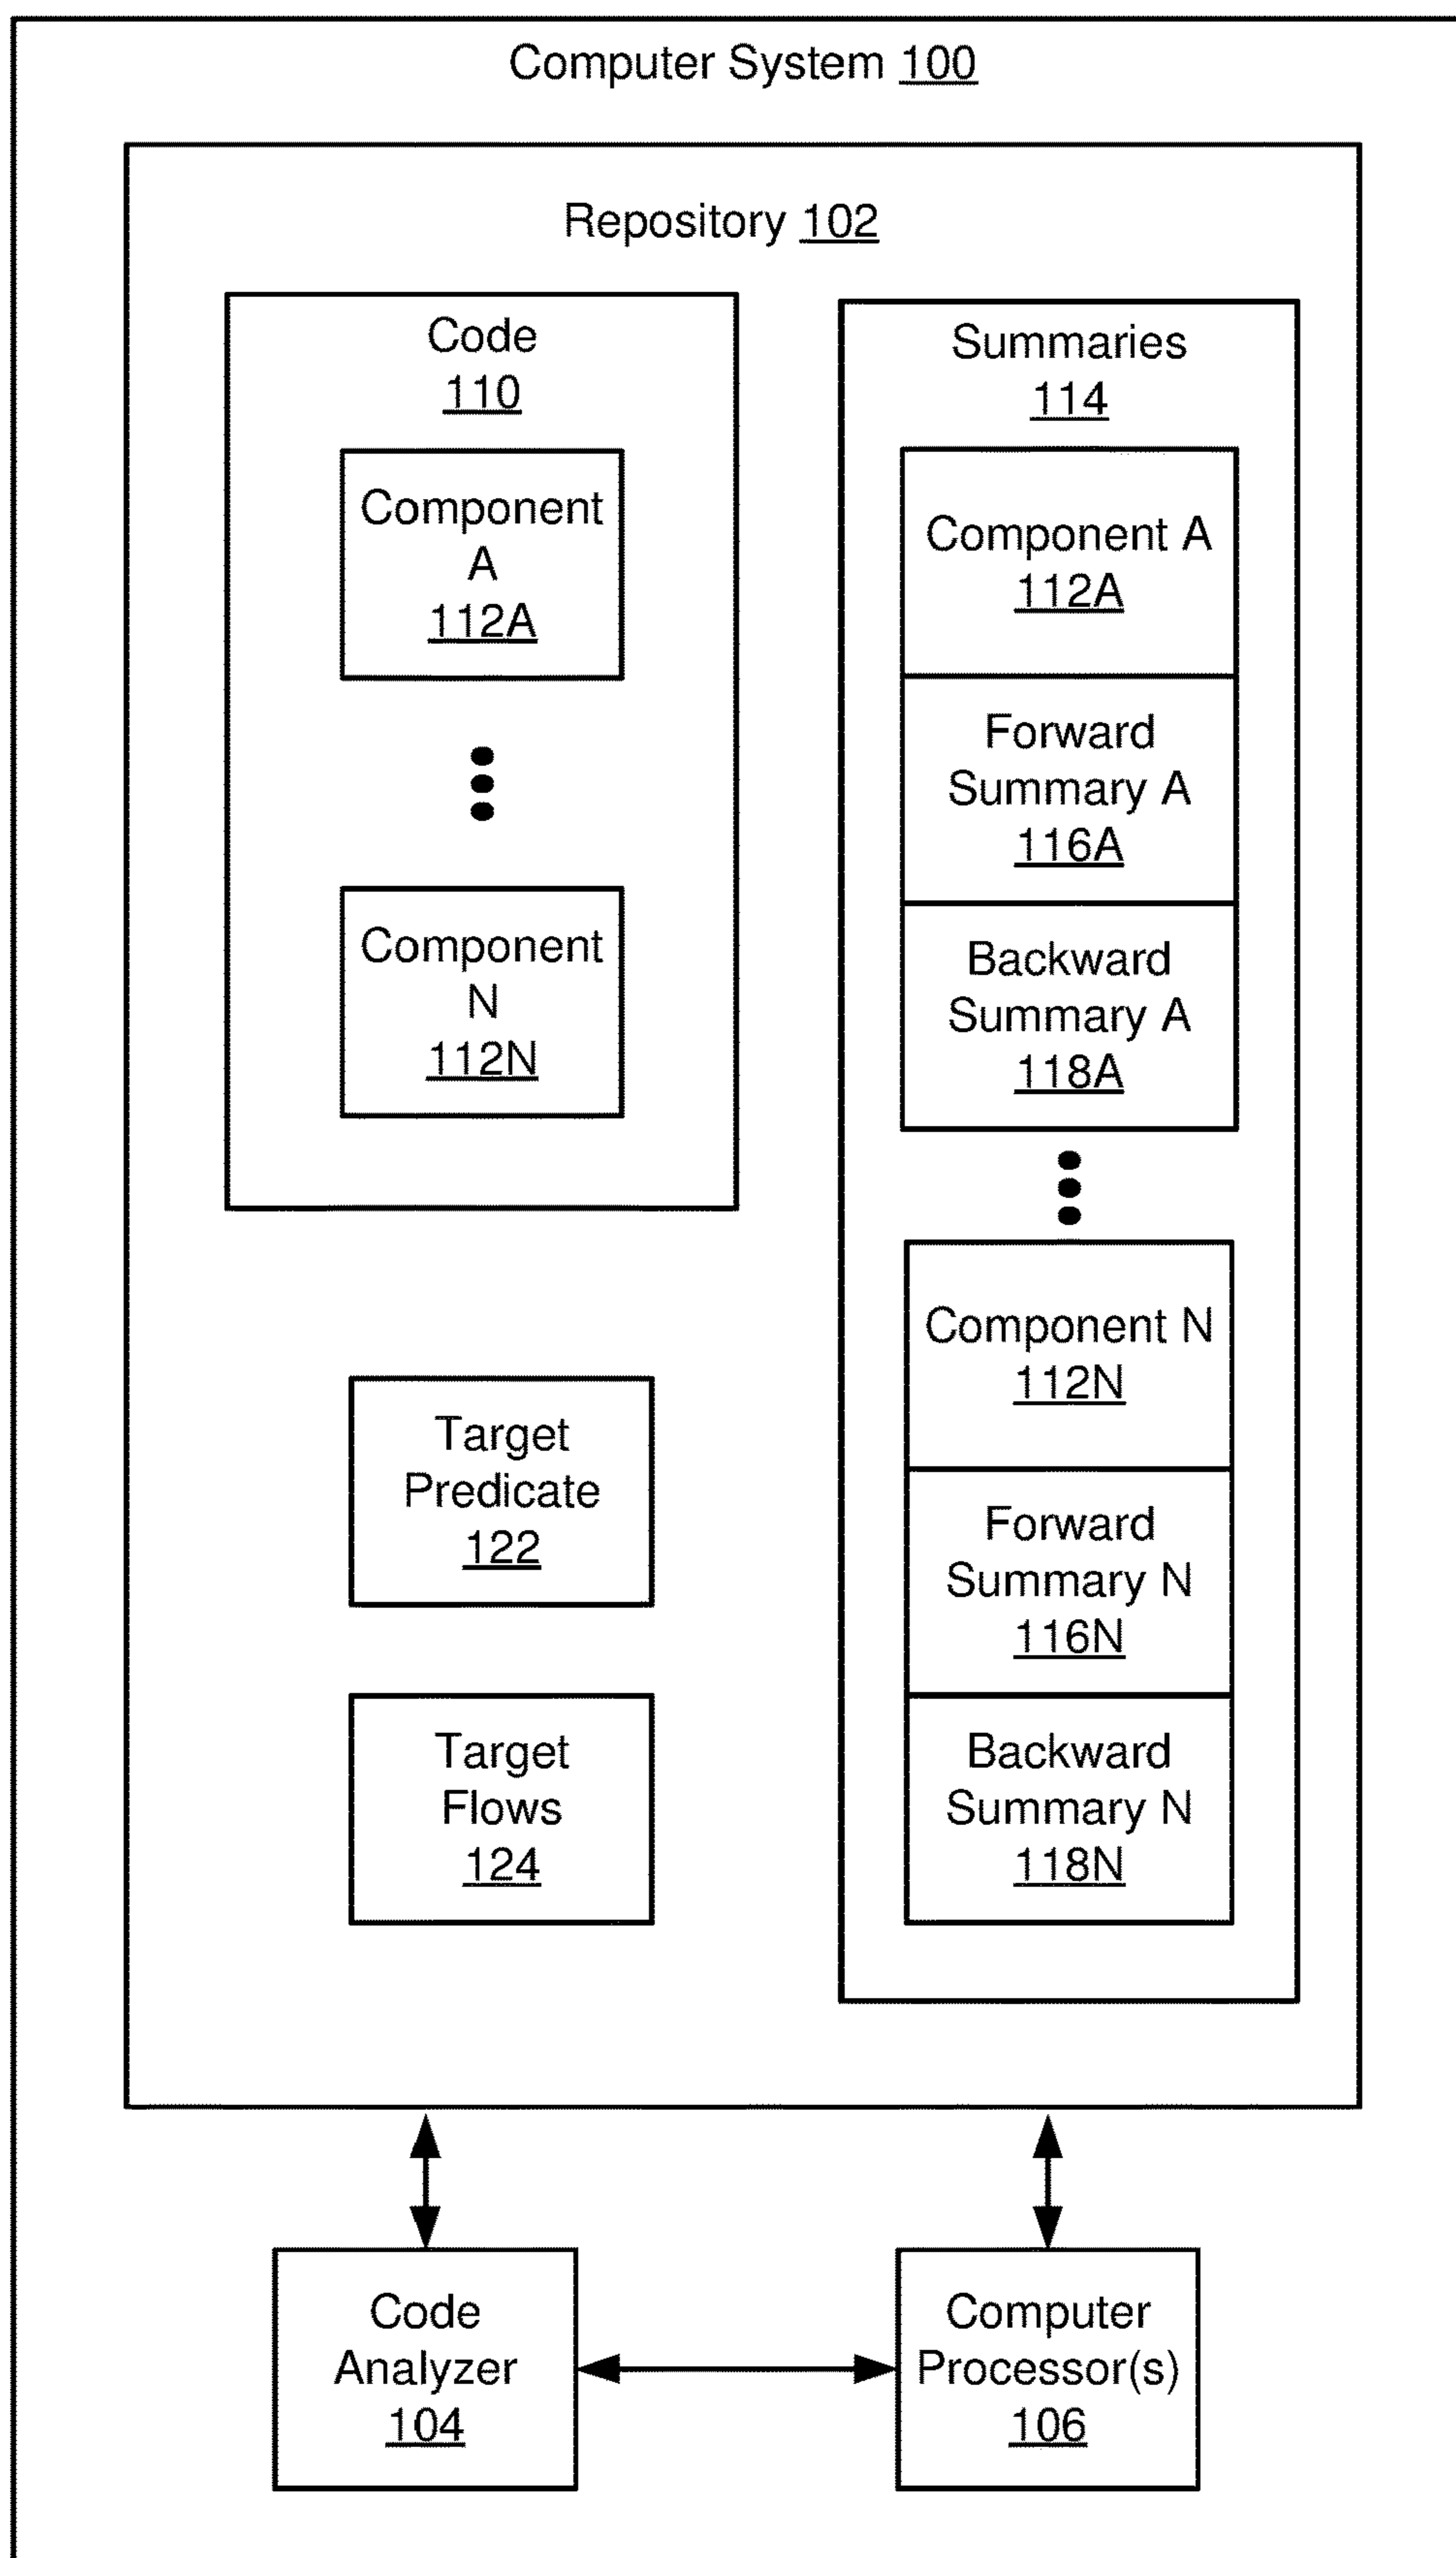 Computer System 100
Repository 102
Code
110
Component
A
112A
Component
N
112N
Target
Predicate
122
Target
Flows
124
Summaries
114
Component A
112A
Forward
Summary A
116A
Backward
Summary A
118A
Component N
112N
Forward
Summary N
116N
Backward
Summary N
118N
Code
Analyzer
104
Computer
Processor(s)
106